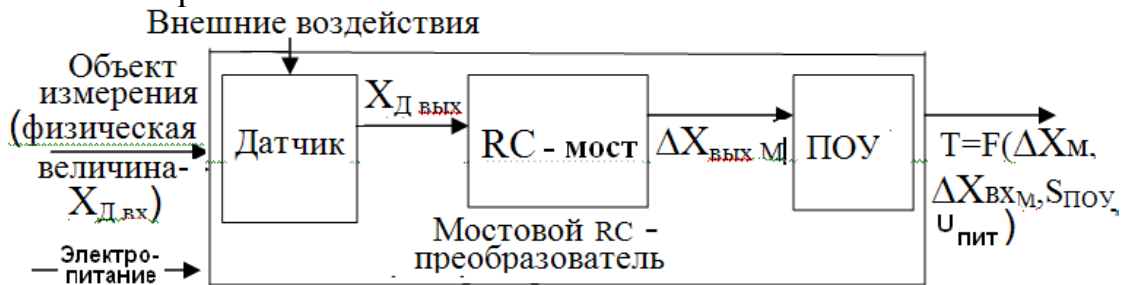 Внешние воздействия
Объект
измерения
(физическая
величина-
Xд вх)
Датчик
Xд вых
RC - мост
ΔXвых М
ПОУ
T=F(ΔXм,
ΔXвхм,Sпоу,
Uпит)
Мостовой RC -
преобразователь
Электро-
питание